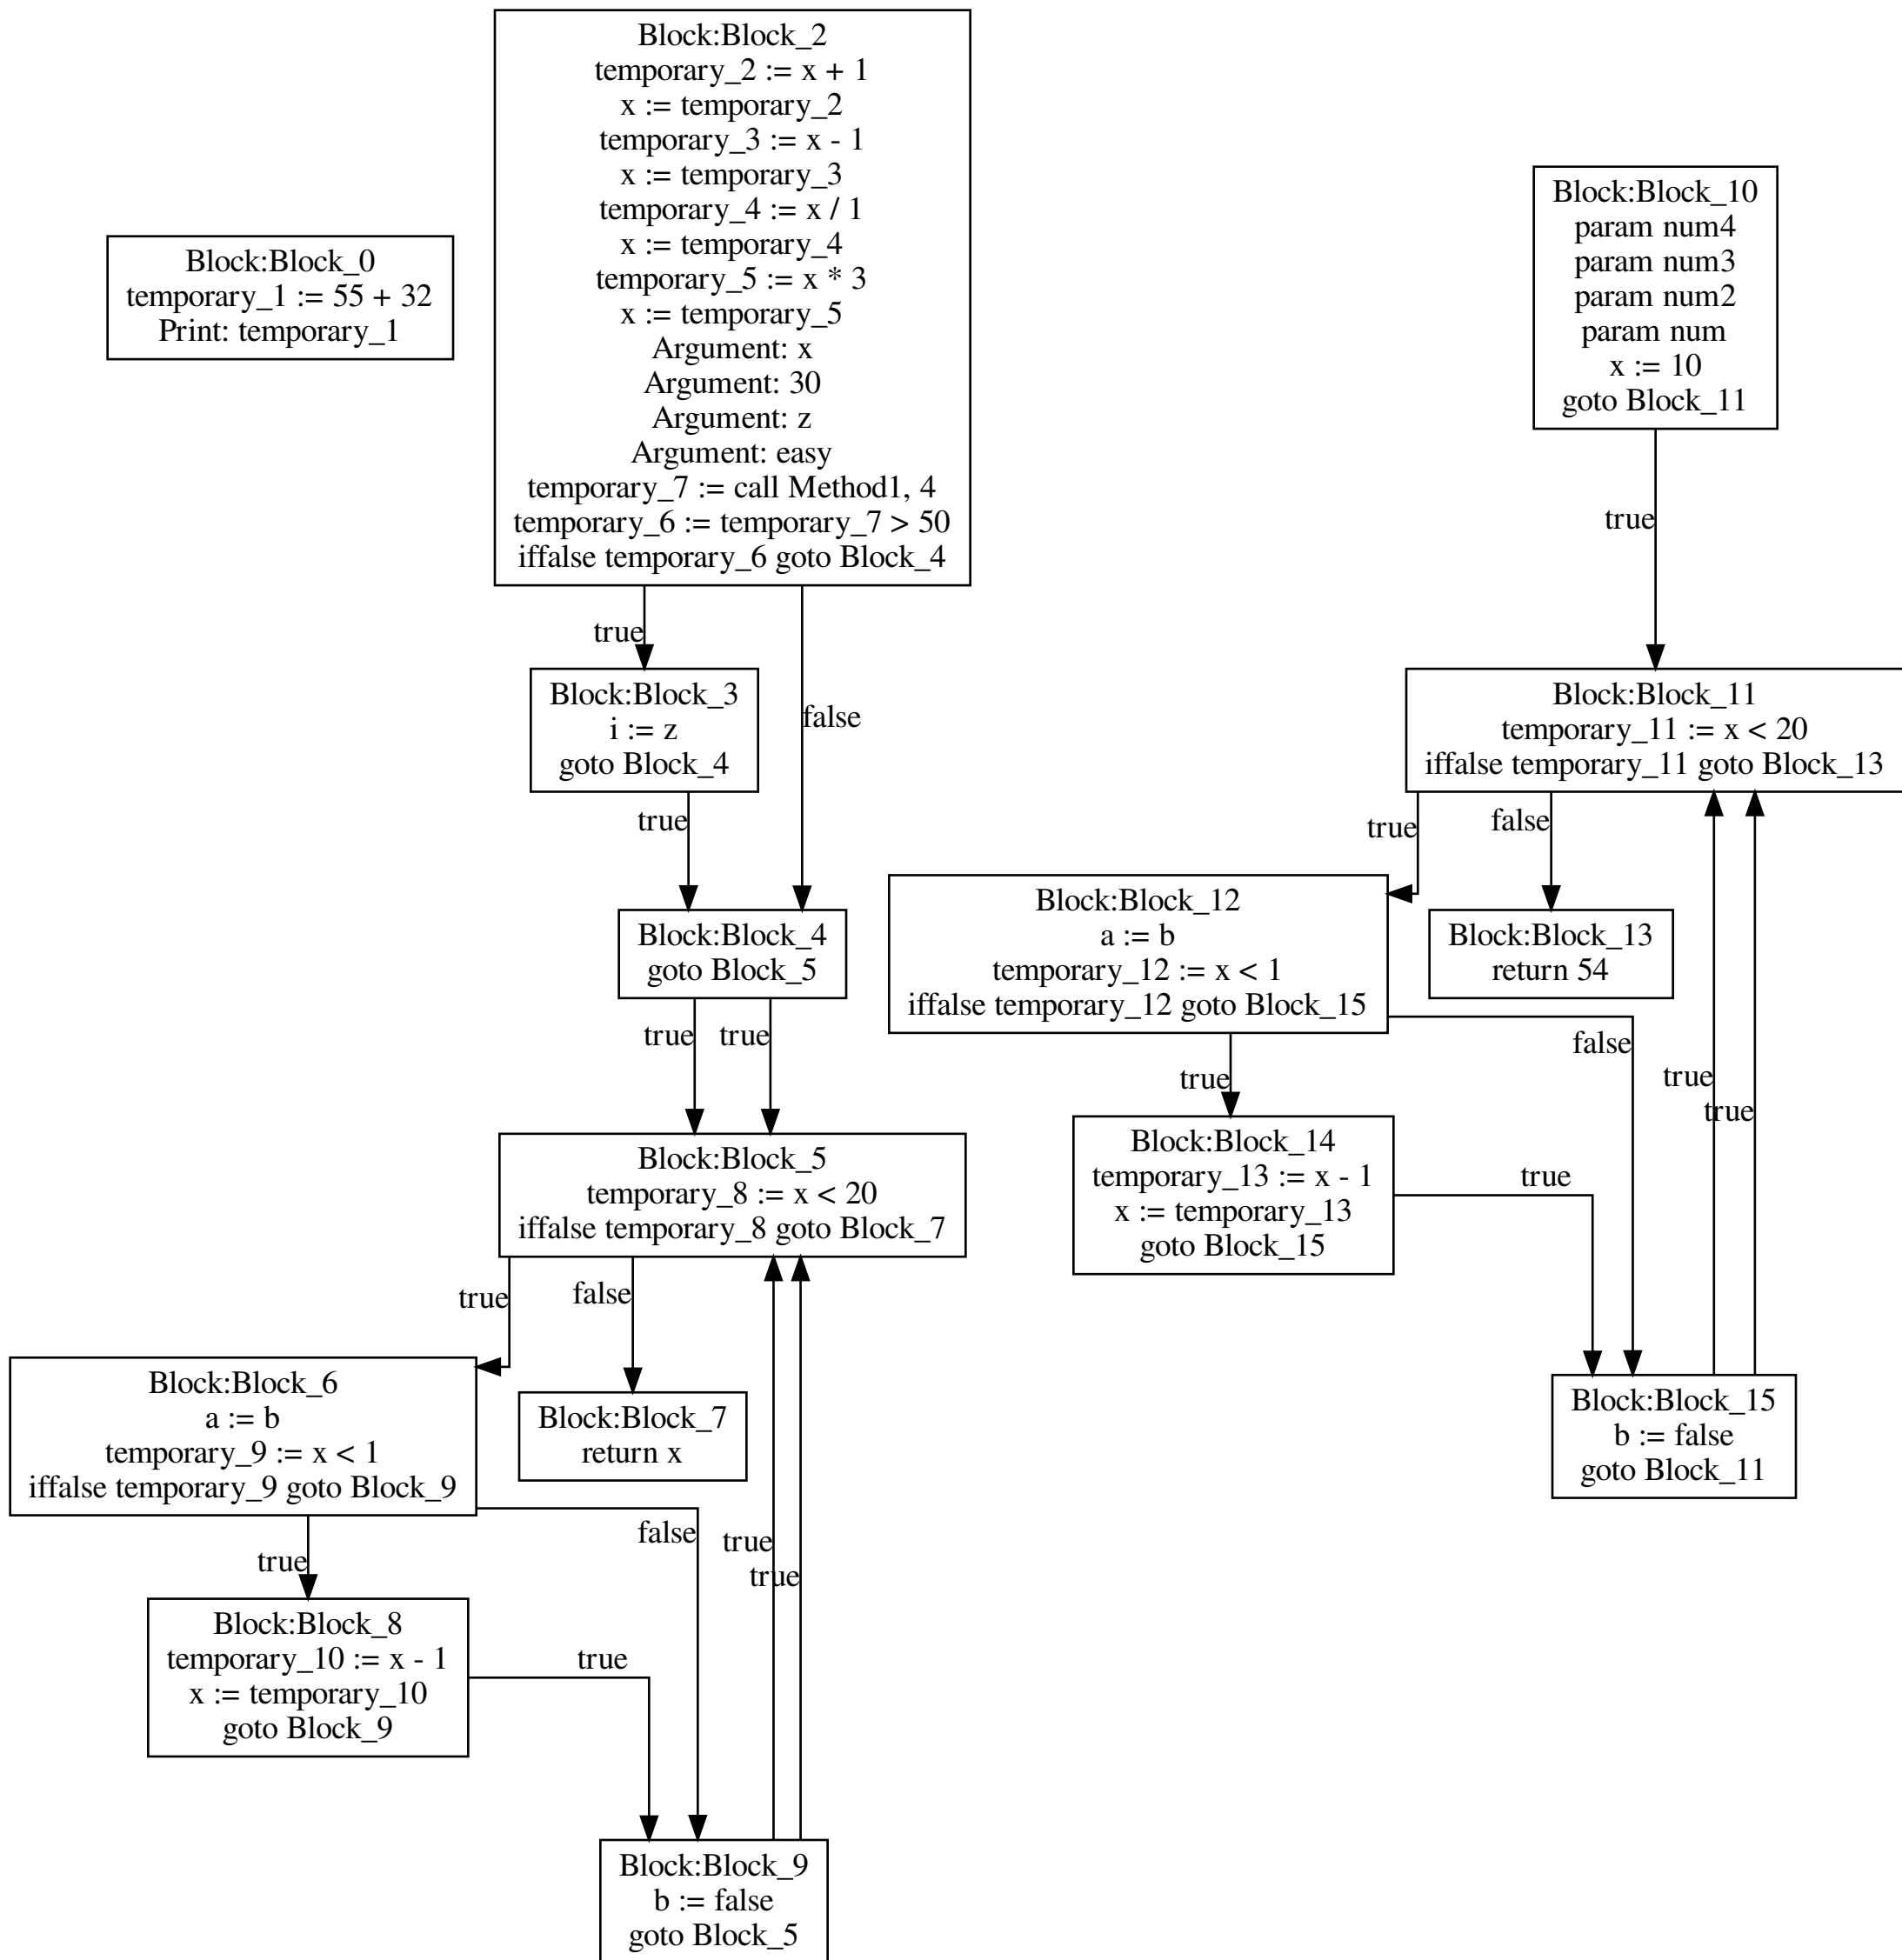 Block:Block_2
temporary_2 := x + 1
x := temporary_2
temporary_3 := x - 1
x := temporary_3
temporary_4 := x / 1
x := temporary_4
temporary_5 := x * 3
x := temporary_5
Argument: x
Argument: 30
Argument: z
Argument: easy
temporary_7 := call Method1, 4
temporary_6 := temporary_7 > 50
iffalse temporary_6 goto Block_4
Block:Block_0
temporary_1 := 55 + 32
Print: temporary_1
Block:Block_10
param num4
param num3
param num2
param num
x := 10
goto Block_11
true
true
false
Block:Block_3
i := z
goto Block_4
Block:Block_11
temporary_11 := x < 20
iffalse temporary_11 goto Block_13
true
true
false
Block:Block_4
goto Block_5
Block:Block_12
a := b
temporary_12 := x < 1
iffalse temporary_12 goto Block_15
Block:Block_13
return 54
true
true
true
false
true
true
Block:Block_5
temporary_8 := x < 20
iffalse temporary_8 goto Block_7
Block:Block_14
temporary_13 := x - 1
x := temporary_13
goto Block_15
true
true
false
Block:Block_6
a := b
temporary_9 := x < 1
iffalse temporary_9 goto Block_9
Block:Block_7
return x
Block:Block_15
b := false
goto Block_11
true
false
true
true
Block:Block_8
temporary_10 := x - 1
x := temporary_10
goto Block_9
true
Block:Block_9
b := false
goto Block_5